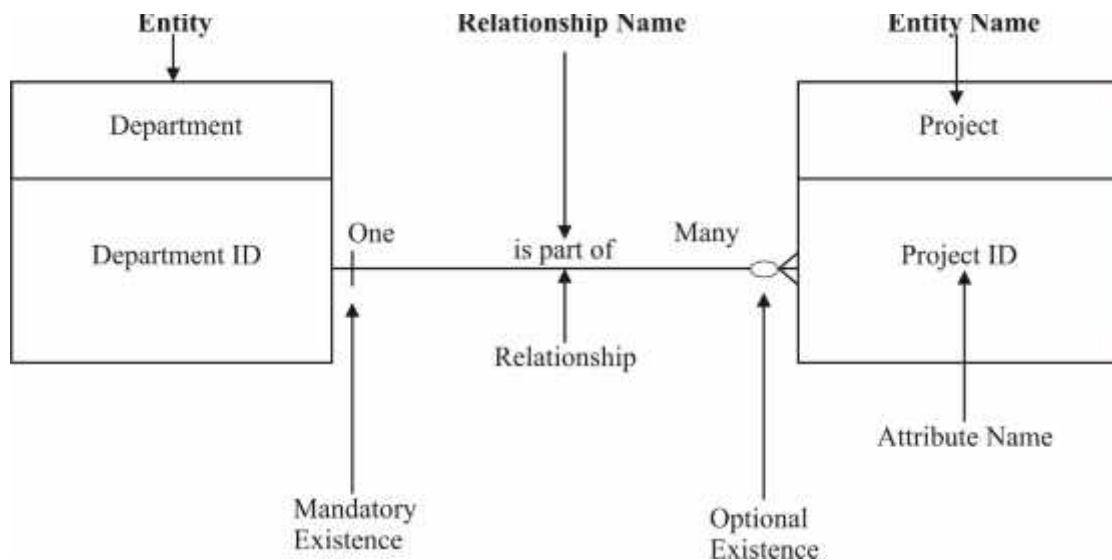 Entity
Relationship Name
Entity Name
Department
Project
One
Many
Department ID
is part of
Project ID
Relationship
Attribute Name
Mandatory
Existence
Optional
Existence